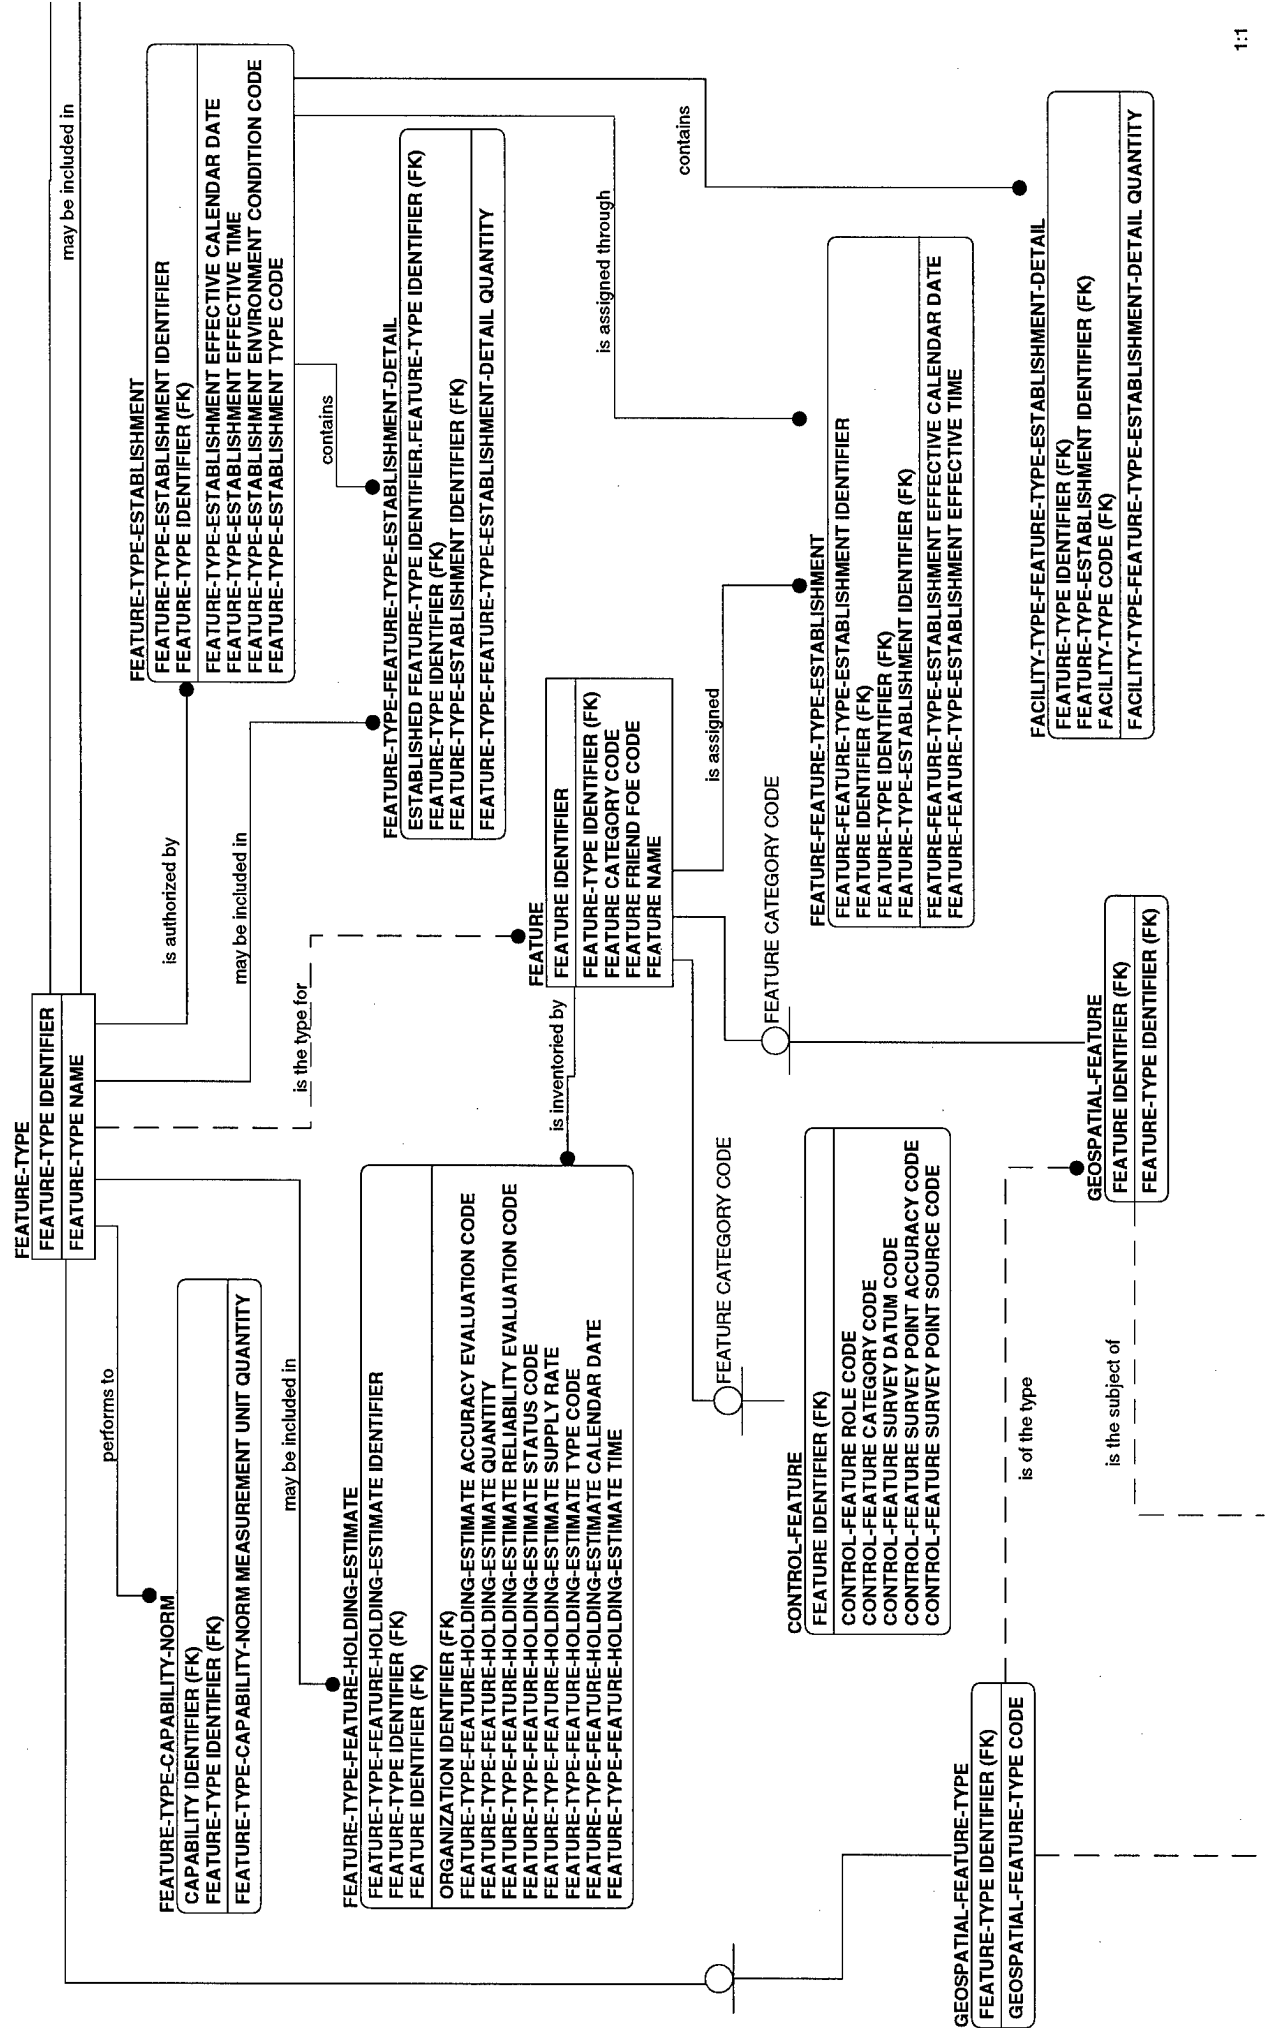 FEATURE-TYPE
FEATURE-TYPE IDENTIFIER
FEATURE-TYPE NAME
may be included in
performs to
may be included in
is the type for
may be included in
is authorized by
FEATURE-TYPE-CAPABILITY-NORM
CAPABILITY IDENTIFIER (FK)
FEATURE-TYPE IDENTIFIER (FK)
FEATURE-TYPE-CAPABILITY-NORM MEASUREMENT UNIT QUANTITY
FEATURE-TYPE-ESTABLISHMENT
FEATURE-TYPE-ESTABLISHMENT IDENTIFIER
FEATURE-TYPE IDENTIFIER (FK)
FEATURE-TYPE-ESTABLISHMENT EFFECTIVE CALENDAR DATE
FEATURE-TYPE-ESTABLISHMENT EFFECTIVE TIME
FEATURE-TYPE-ESTABLISHMENT ENVIRONMENT CONDITION CODE
FEATURE-TYPE-ESTABLISHMENT TYPE CODE
contains
is assigned through
contains
FEATURE-TYPE-FEATURE-HOLDING-ESTIMATE
FEATURE-TYPE-FEATURE-HOLDING-ESTIMATE IDENTIFIER
FEATURE-TYPE IDENTIFIER (FK)
FEATURE IDENTIFIER (FK)
ORGANIZATION IDENTIFIER (FK)
FEATURE-TYPE-FEATURE-HOLDING-ESTIMATE ACCURACY EVALUATION CODE
FEATURE-TYPE-FEATURE-HOLDING-ESTIMATE QUANTITY
FEATURE-TYPE-FEATURE-HOLDING-ESTIMATE RELIABILITY EVALUATION CODE
FEATURE-TYPE-FEATURE-HOLDING-ESTIMATE STATUS CODE
FEATURE-TYPE-FEATURE-HOLDING-ESTIMATE SUPPLY RATE
FEATURE-TYPE-FEATURE-HOLDING-ESTIMATE TYPE CODE
FEATURE-TYPE-FEATURE-HOLDING-ESTIMATE CALENDAR DATE
FEATURE-TYPE-FEATURE-HOLDING-ESTIMATE TIME
FEATURE-TYPE-FEATURE-TYPE-ESTABLISHMENT-DETAIL
ESTABLISHED FEATURE-TYPE IDENTIFIER.FEATURE-TYPE IDENTIFIER (FK)
FEATURE-TYPE IDENTIFIER (FK)
FEATURE-TYPE-ESTABLISHMENT IDENTIFIER (FK)
FEATURE-TYPE-FEATURE-TYPE-ESTABLISHMENT-DETAIL QUANTITY
is inventoried by
FEATURE
FEATURE IDENTIFIER
FEATURE-TYPE IDENTIFIER (FK)
FEATURE CATEGORY CODE
FEATURE FRIEND FOE CODE
FEATURE NAME
is assigned
FEATURE CATEGORY CODE
FEATURE CATEGORY CODE
CONTROL-FEATURE
FEATURE IDENTIFIER (FK)
CONTROL-FEATURE ROLE CODE
CONTROL-FEATURE CATEGORY CODE
CONTROL-FEATURE SURVEY DATUM CODE
CONTROL-FEATURE SURVEY POINT ACCURACY CODE
CONTROL-FEATURE SURVEY POINT SOURCE CODE
FEATURE-FEATURE-TYPE-ESTABLISHMENT
FEATURE-FEATURE-TYPE-ESTABLISHMENT IDENTIFIER
FEATURE IDENTIFIER (FK)
FEATURE-TYPE IDENTIFIER (FK)
FEATURE-TYPE-ESTABLISHMENT IDENTIFIER (FK)
FEATURE-FEATURE-TYPE-ESTABLISHMENT EFFECTIVE CALENDAR DATE
FEATURE-FEATURE-TYPE-ESTABLISHMENT EFFECTIVE TIME
GEOSPATIAL-FEATURE-TYPE
FEATURE-TYPE IDENTIFIER (FK)
GEOSPATIAL-FEATURE-TYPE CODE
is of the type
is the subject of
GEOSPATIAL-FEATURE
FEATURE IDENTIFIER (FK)
FEATURE-TYPE IDENTIFIER (FK)
FACILITY-TYPE-FEATURE-TYPE-ESTABLISHMENT-DETAIL
FEATURE-TYPE IDENTIFIER (FK)
FEATURE-TYPE-ESTABLISHMENT IDENTIFIER (FK)
FACILITY-TYPE CODE (FK)
FACILITY-TYPE-FEATURE-TYPE-ESTABLISHMENT-DETAIL QUANTITY
1:1